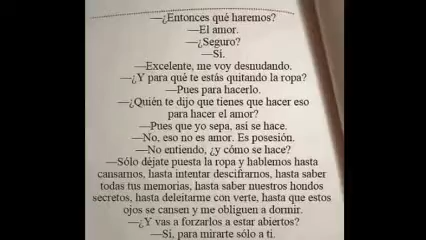 —¿Entonces qué haremos?
—El amor.
—¿Seguro?
—Si.
—Excelente, me voy desnudando.
—¿Y para qué te estás quitando la ropa?
—Pues para hacerlo.
—¿Quién te dijo que tienes que hacer eso
para hacer el amor?
—Pues que yo sepa, asi se hace.
—No, eso no es amor. Es posesión.
—No entiendo, ¿y cómo se hace?
—Sólo déjate puesta la ropa y hablemos hasta
cansarnos, hasta intentar descifrarnos, hasta saber
todas tus memorias, hasta saber nuestros hondos
secretos, hasta deleitarme con verte, hasta que estos
ojos se cansen y me obliguen a dormir.
—¿Y vas a forzarlos a estar abiertos?
—Si, para mirarte sólo a ti.